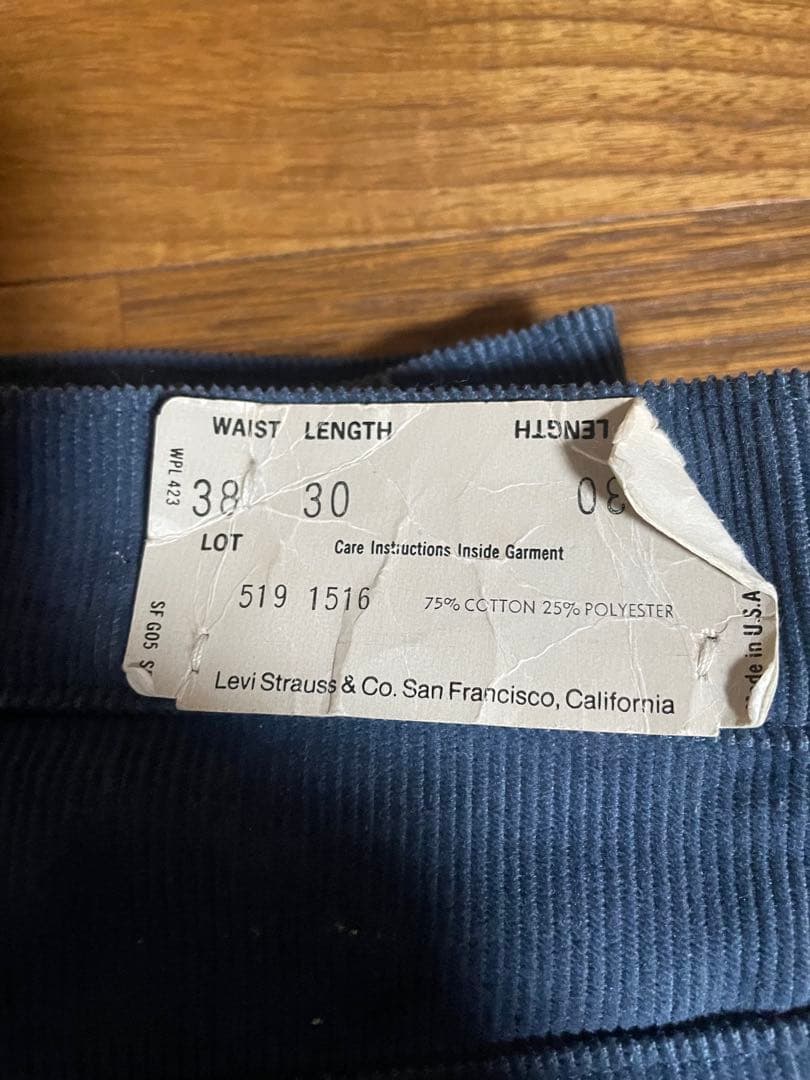 WAIST LENGTH LENGTH
WPL 423
38 30 30
LOT
Care Instructions Inside Garment
519 1516 75% COTTON 25% POLYESTER
SF G05
Levi Strauss & Co. San Francisco, California
in U.S.A